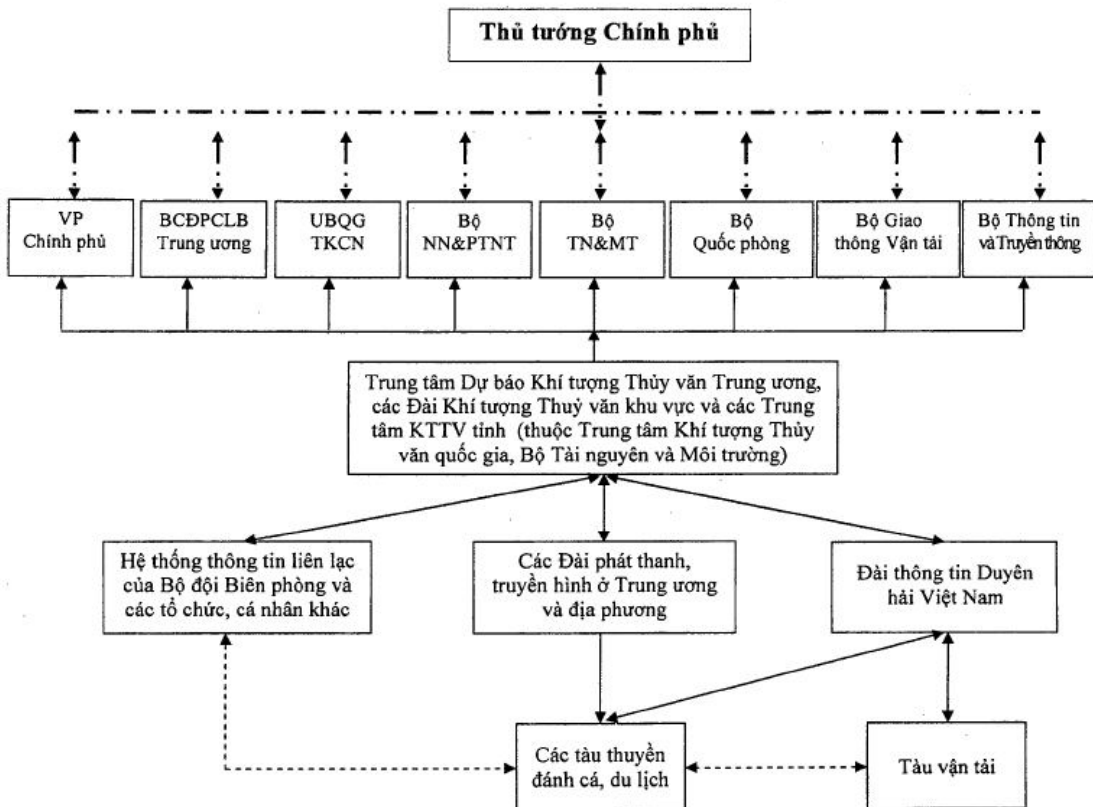 Thủ tướng Chính phủ
VP
Chính phủ
BCĐPCLB
Trung ương
UBQG
TKCN
Bộ
NN&PTNT
Bộ
TN&MT
Bộ
Quốc phòng
Bộ Giao
thông Vận tải
Bộ Thông tin
và Truyền thông
Trung tâm Dự báo Khí tượng Thủy văn Trung ương,
các Đài Khí tượng Thuỷ văn khu vực và các Trung
tâm KTTV tỉnh (thuộc Trung tâm Khí tượng Thủy
văn quốc gia, Bộ Tài nguyên và Môi trường)
Hệ thống thông tin liên lạc
của Bộ đội Biên phòng và
các tổ chức, cá nhân khác
Các Đài phát thanh,
truyền hình ở Trung ương
và địa phương
Đài thông tin Duyên
hải Việt Nam
Các tàu thuyền
đánh cá, du lịch
Tàu vận tải